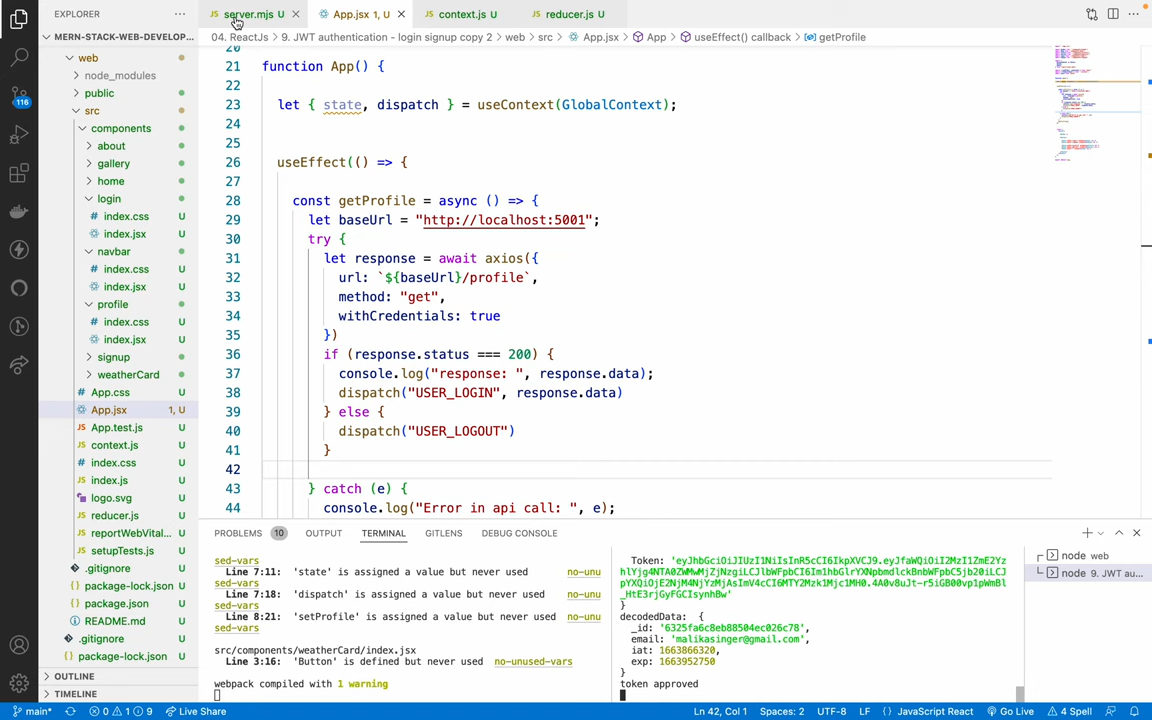 EXPLORER
server.mjs U
App.jsx 1, U
context.js U
reducer.js U
MERN-STACK-WEB-DEVELOP...
04. ReactJs > 9. JWT authentication - login signup copy 2 > web > src > App.jsx > App > useEffect() callback > getProfile
web
node_modules
public
src
components
about
gallery
home
login
index.css U
index.jsx U
navbar
index.css U
index.jsx U
profile
index.css U
index.jsx U
signup
weatherCard
App.css U
App.jsx 1, U
App.test.js U
context.js U
index.css U
index.js U
logo.svg U
reducer.js U
reportWebVital... U
setupTests.js U
.gitignore U
package-lock.json U
package.json U
README.md U
.gitignore U
package-lock.json U
OUTLINE
TIMELINE
116
20
21 function App() {
22
23 let { state, dispatch } = useContext(GlobalContext);
24
25
26 useEffect(() => {
27
28 const getProfile = async () => {
29 let baseUrl = "http://localhost:5001";
30 try {
31 let response = await axios({
32 url: `${baseUrl}/profile`,
33 method: "get",
34 withCredentials: true
35 })
36 if (response.status === 200) {
37 console.log("response: ", response.data);
38 dispatch("USER_LOGIN", response.data)
39 } else {
40 dispatch("USER_LOGOUT")
41 }
42
43 } catch (e) {
44 console.log("Error in api call: ", e);
PROBLEMS 10 OUTPUT TERMINAL GITLENS DEBUG CONSOLE
sed-vars
Line 7:11: 'state' is assigned a value but never used no-unu
sed-vars
Line 7:18: 'dispatch' is assigned a value but never used no-unu
sed-vars
Line 8:21: 'setProfile' is assigned a value but never used no-unu
sed-vars
src/components/weatherCard/index.jsx
Line 3:16: 'Button' is defined but never used no-unused-vars
webpack compiled with 1 warning
}
decodedData: {
_id: '6325fa6c8eb88504ec026c78',
email: 'malikasinger@gmail.com',
iat: 1663866320,
exp: 1663952750
}
token approved
node web
node 9. JWT au...
main*
0 1 9
Live Share
Ln 42, Col 1
Spaces: 2
UTF-8
LF
{} JavaScript React
Go Live
4 Spell